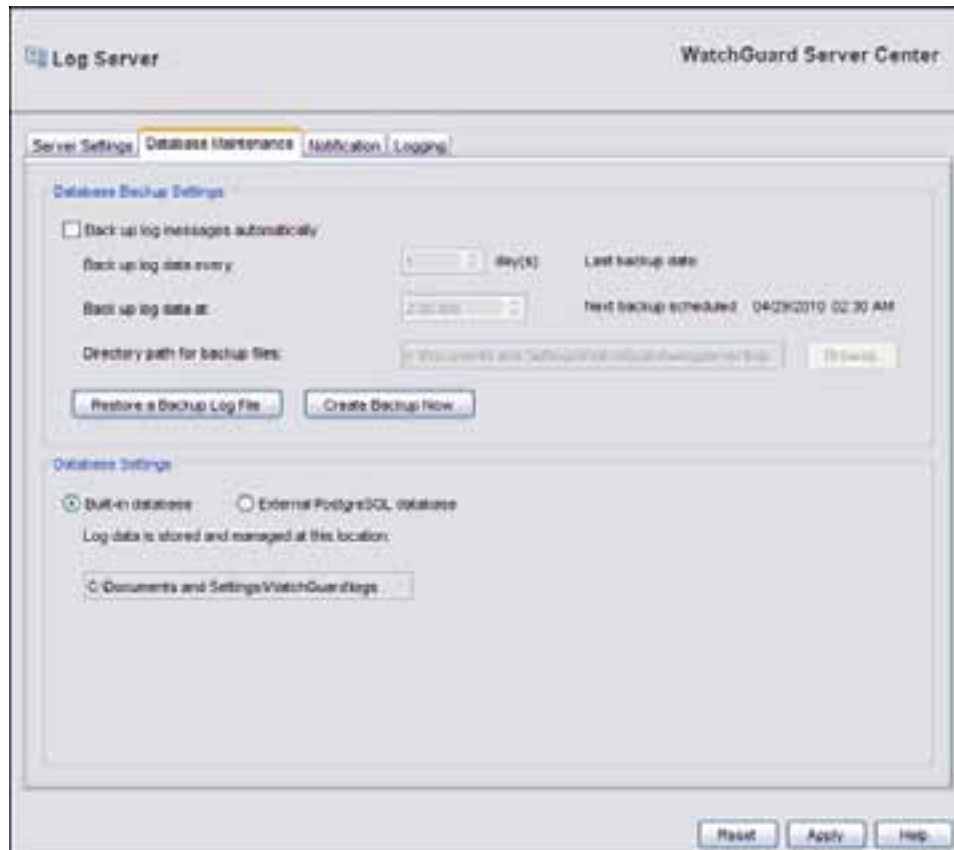 Log Server
WatchGuard Server Center
Server Settings Database Maintenance Notification Logging
Database Backup Settings
Back up log messages automatically
Back up log data every: day(s) Last backup date:
Back up log data at: Next backup scheduled: 04/29/2010 02:30 AM
Directory path for backup files: Browse
Restore a Backup Log File Create Backup Now
Database Settings
Built-in database External PostgreSQL database
Log data is stored and managed at this location:
C:\Documents and Settings\WatchGuard\logs
Reset Apply Help